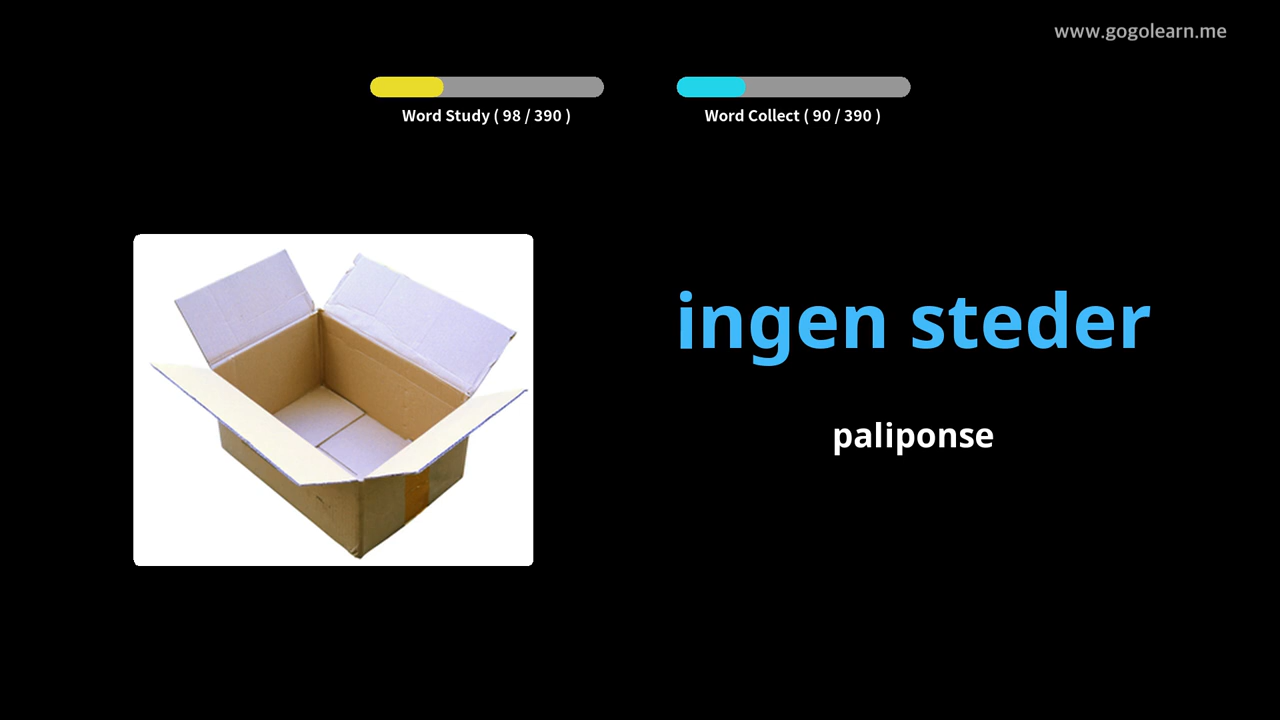 www.gogolearn.me
Word Study ( 98 / 390 )
Word Collect ( 90 / 390 )
ingen steder
paliponse